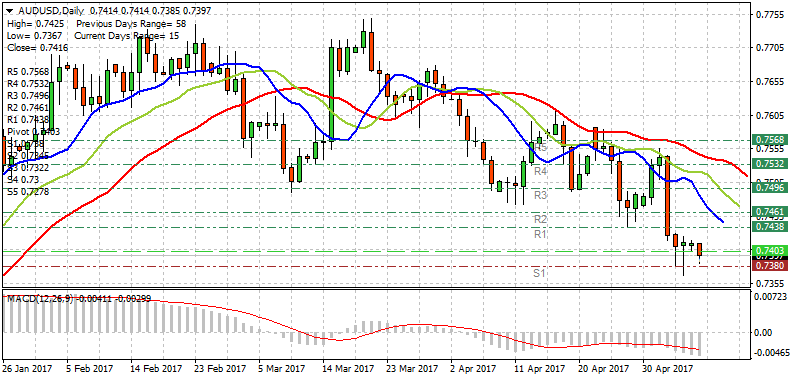 AUDUSD,Daily 0.7414 0.7414 0.7385 0.7397
High= 0.7425 Previous Days Range= 58
Low= 0.7367 Current Days Range= 15
Close= 0.7416
R5 0.7568
R4 0.7532
R3 0.7496
R2 0.7461
R1 0.7438
Pivot 0.7403
S4 0.73
S5 0.7278
R5
R4
R3
R2
R1
S1
0.7755
0.7705
0.7655
0.7605
0.7568
0.7555
0.7532
0.7496
0.7461
0.7438
0.7403
0.7380
0.7355
MACD(12,26,9) -0.00411 -0.00299
0.00723
0.00
-0.00465
26 Jan 2017 5 Feb 2017 14 Feb 2017 23 Feb 2017 5 Mar 2017 14 Mar 2017 23 Mar 2017 2 Apr 2017 11 Apr 2017 20 Apr 2017 30 Apr 2017